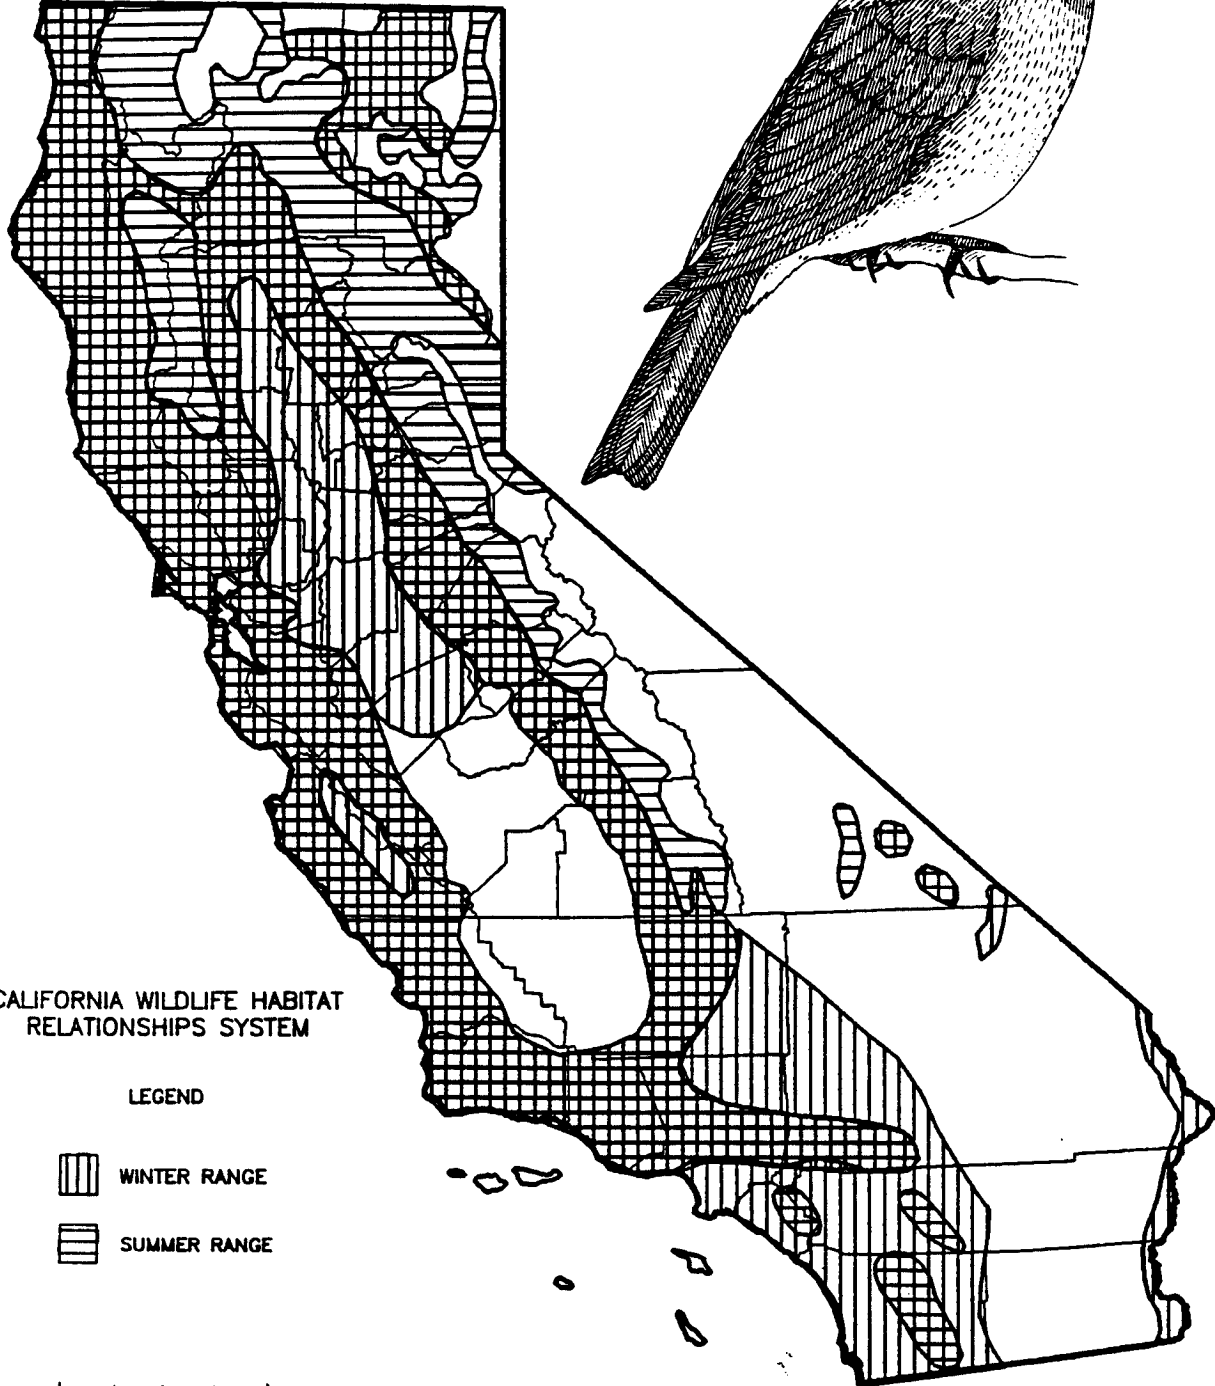 CALIFORNIA WILDLIFE HABITAT
RELATIONSHIPS SYSTEM
LEGEND
WINTER RANGE
SUMMER RANGE